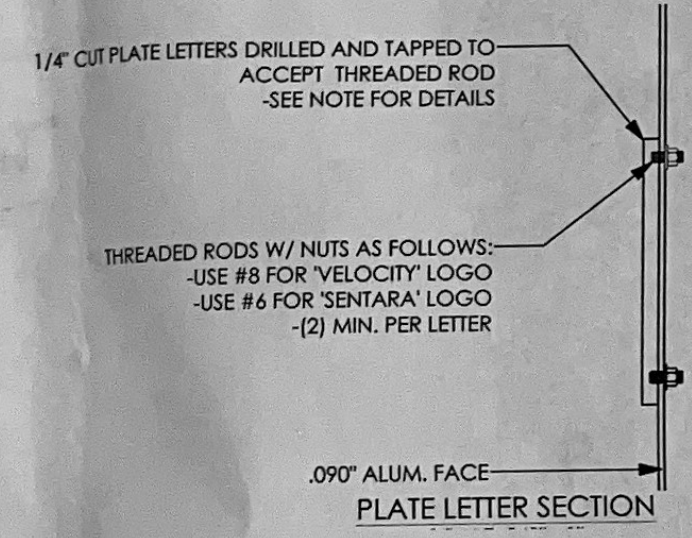 1/4" CUT PLATE LETTERS DRILLED AND TAPPED TO
ACCEPT THREADED ROD
-SEE NOTE FOR DETAILS
THREADED RODS W/ NUTS AS FOLLOWS:
-USE #8 FOR 'VELOCITY' LOGO
-USE #6 FOR 'SENTARA' LOGO
-(2) MIN. PER LETTER
.090" ALUM. FACE
PLATE LETTER SECTION